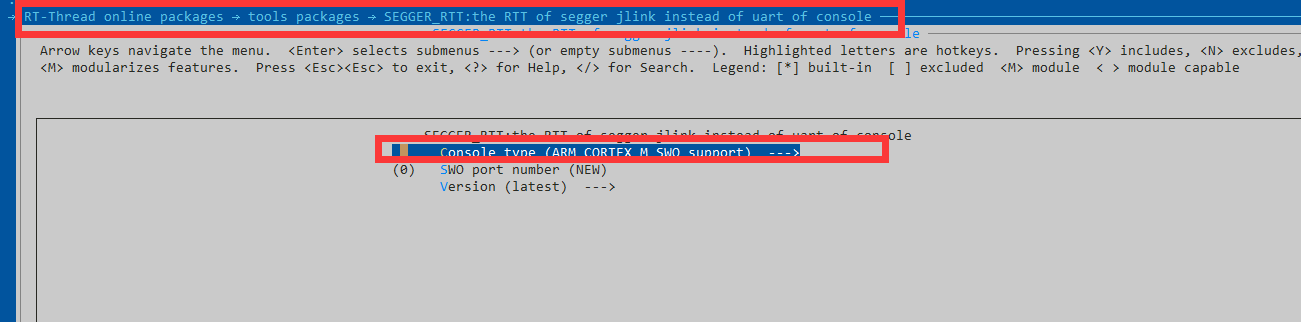 → RT-Thread online packages → tools packages → SEGGER_RTT:the RTT of segger jlink instead of uart of console
SEGGER_RTT:the RTT of segger jlink instead of uart of console
Arrow keys navigate the menu. <Enter> selects submenus ---> (or empty submenus ----). Highlighted letters are hotkeys. Pressing <Y> includes, <N> excludes,
<M> modularizes features. Press <Esc><Esc> to exit, <?> for Help, </> for Search. Legend: [*] built-in [ ] excluded <M> module < > module capable
SEGGER_RTT:the RTT of segger jlink instead of uart of console
Console type (ARM CORTEX M SWO support) --->
(0) SWO port number (NEW)
Version (latest) --->